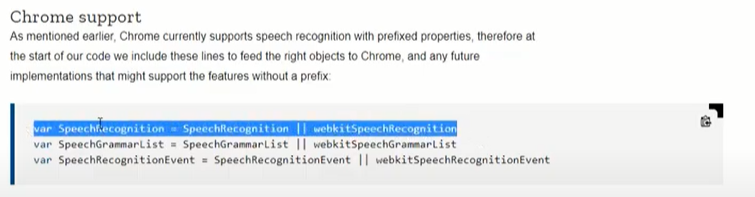 Chrome support
As mentioned earlier, Chrome currently supports speech recognition with prefixed properties, therefore at
the start of our code we include these lines to feed the right objects to Chrome, and any future
implementations that might support the features without a prefix:
var SpeechRecognition = SpeechRecognition || webkitSpeechRecognition
var SpeechGrammarList = SpeechGrammarList || webkitSpeechGrammarList
var SpeechRecognitionEvent = SpeechRecognitionEvent || webkitSpeechRecognitionEvent